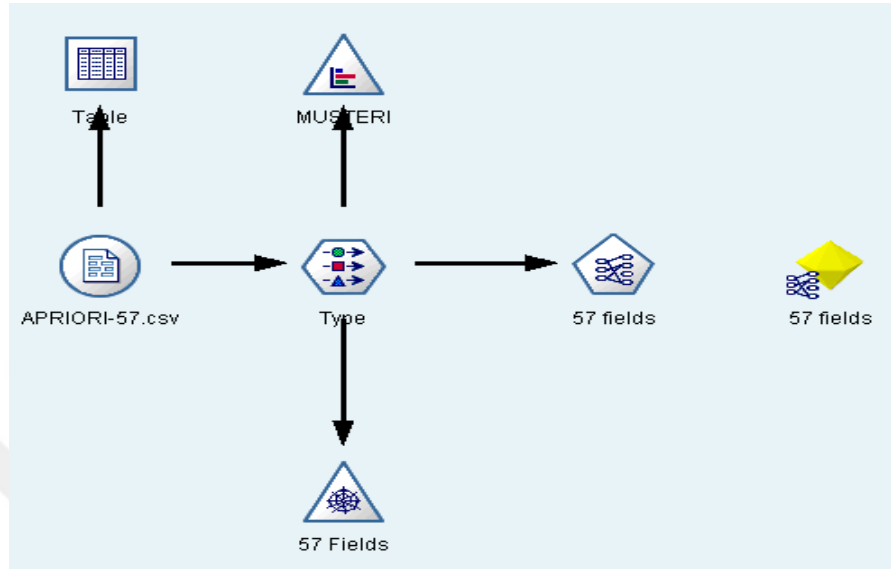 Table
MUSTERI
APRIORI-57.csv
Type
57 fields
57 fields
57 Fields